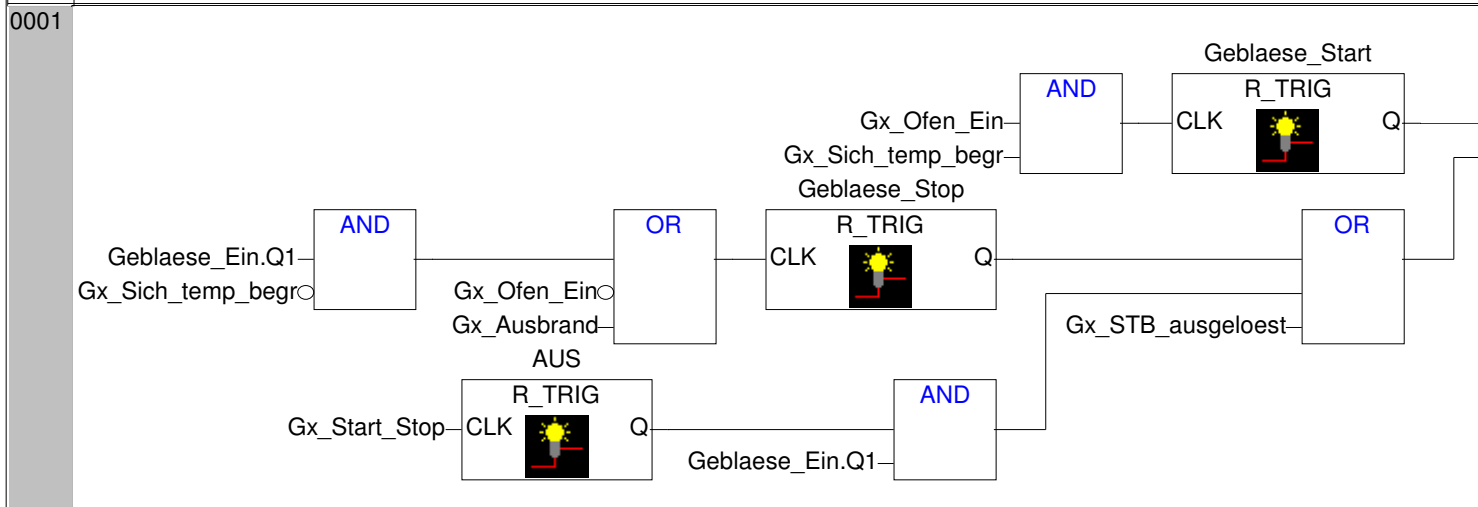 0001
Geblaese_Start
AND
R_TRIG
Gx_Ofen_Ein
CLK
Q
Gx_Sich_temp_begr
Geblaese_Stop
AND
OR
R_TRIG
OR
Geblaese_Ein.Q1
CLK
Q
Gx_Sich_temp_begr
Gx_Ofen_Ein
Gx_Ausbrand
Gx_STB_ausgeloest
AUS
R_TRIG
AND
Gx_Start_Stop
CLK
Q
Geblaese_Ein.Q1